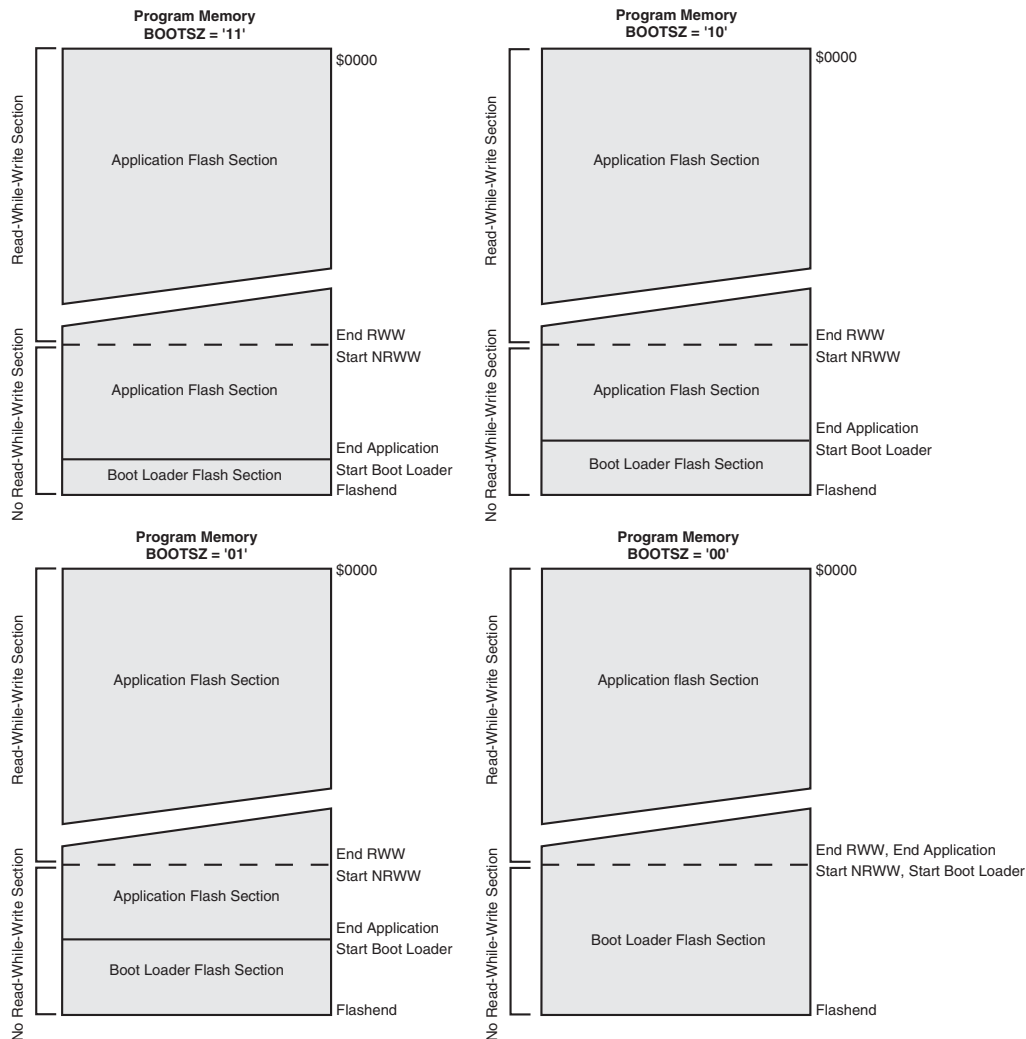 Program Memory
BOOTSZ = '11'
$0000
Read-While-Write Section
Application Flash Section
End RWW
Start NRWW
No Read-While-Write Section
Application Flash Section
End Application
Start Boot Loader
Boot Loader Flash Section
Flashend
Program Memory
BOOTSZ = '10'
$0000
Read-While-Write Section
Application Flash Section
End RWW
Start NRWW
No Read-While-Write Section
Application Flash Section
End Application
Start Boot Loader
Boot Loader Flash Section
Flashend
Program Memory
BOOTSZ = '01'
$0000
Read-While-Write Section
Application Flash Section
End RWW
Start NRWW
No Read-While-Write Section
Application Flash Section
End Application
Start Boot Loader
Boot Loader Flash Section
Flashend
Program Memory
BOOTSZ = '00'
$0000
Read-While-Write Section
Application flash Section
End RWW, End Application
Start NRWW, Start Boot Loader
No Read-While-Write Section
Boot Loader Flash Section
Flashend